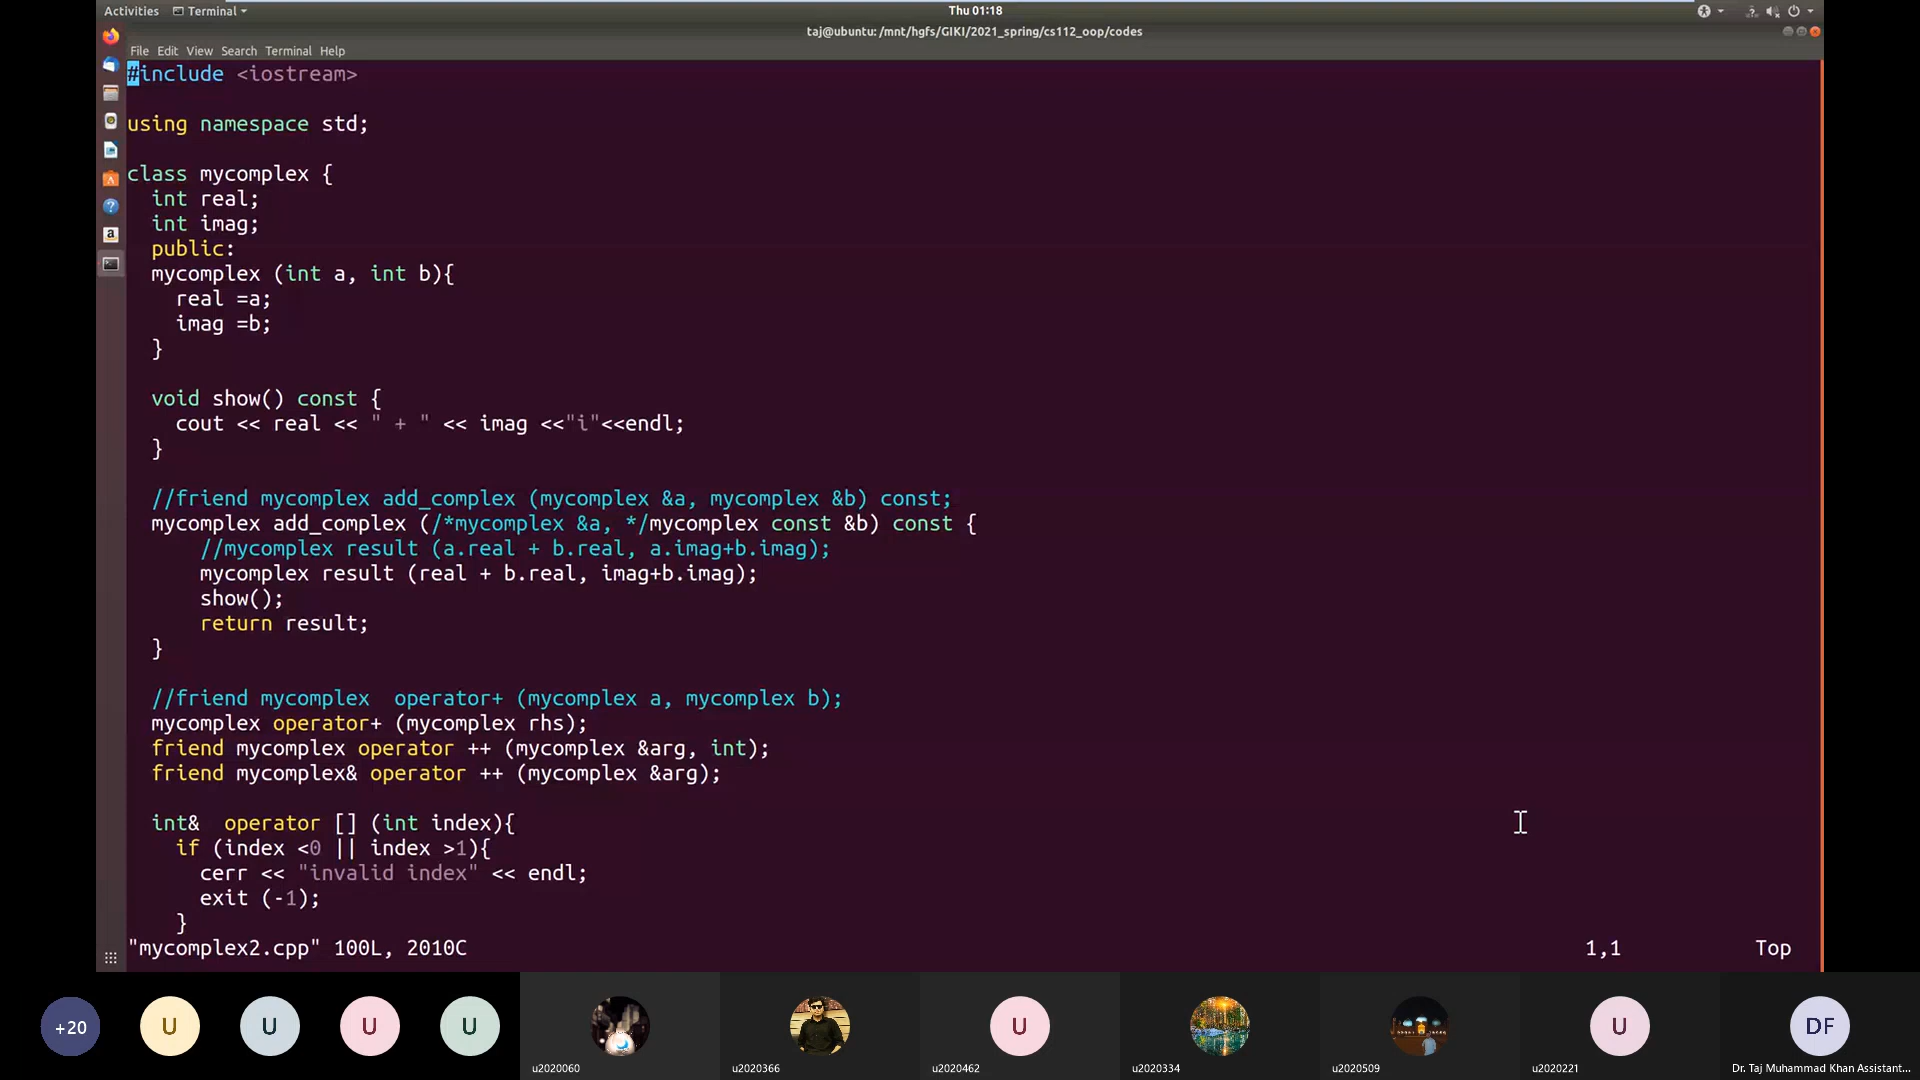 Activities Terminal Thu 01:18
taj@ubuntu: /mnt/hgfs/GIKI/2021_spring/cs112_oop/codes
File Edit View Search Terminal Help
#include <iostream>
using namespace std;
class mycomplex {
int real;
int imag;
public:
mycomplex (int a, int b){
real =a;
imag =b;
}
void show() const {
cout << real << " + " << imag <<"i"<<endl;
}
//friend mycomplex add_complex (mycomplex &a, mycomplex &b) const;
mycomplex add_complex (/*mycomplex &a, */mycomplex const &b) const {
//mycomplex result (a.real + b.real, a.imag+b.imag);
mycomplex result (real + b.real, imag+b.imag);
show();
return result;
}
//friend mycomplex  operator+ (mycomplex a, mycomplex b);
mycomplex operator+ (mycomplex rhs);
friend mycomplex operator ++ (mycomplex &arg, int);
friend mycomplex& operator ++ (mycomplex &arg);
int&  operator [] (int index){
if (index <0 || index >1){
cerr << "invalid index" << endl;
exit (-1);
}
"mycomplex2.cpp" 100L, 2010C 1,1 Top
+20 U U U U U U DF
u2020060 u2020366 u2020462 u2020334 u2020509 u2020221 Dr. Taj Muhammad Khan Assistant...